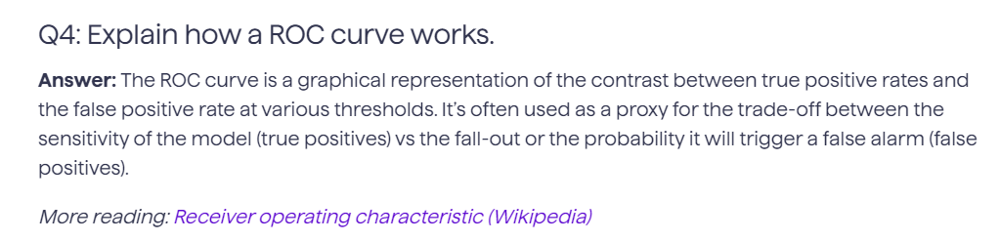 Q4: Explain how a ROC curve works.
Answer: The ROC curve is a graphical representation of the contrast between true positive rates and
the false positive rate at various thresholds. It’s often used as a proxy for the trade-off between the
sensitivity of the model (true positives) vs the fall-out or the probability it will trigger a false alarm (false
positives).
More reading: Receiver operating characteristic (Wikipedia)